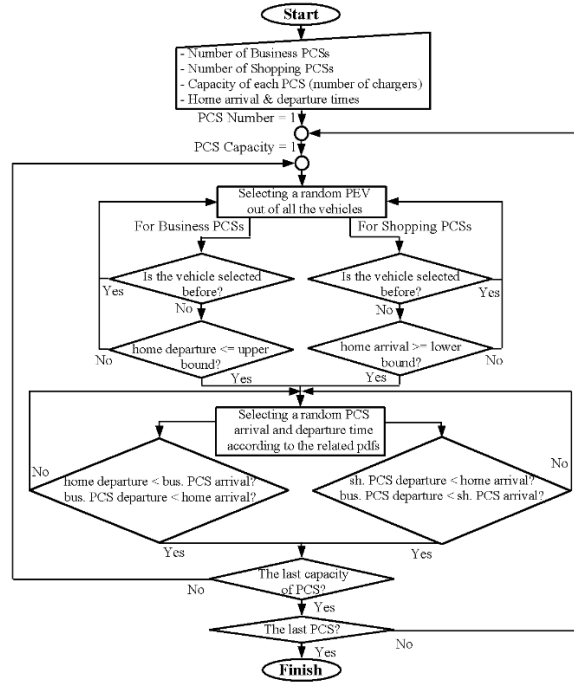 Start
- Number of Business PCSs
- Number of Shopping PCSs
- Capacity of each PCS (number of chargers)
- Home arrival & departure times
PCS Number = 1
PCS Capacity = 1
Selecting a random PEV
out of all the vehicles
For Business PCSs
For Shopping PCSs
Is the vehicle selected
before?
Yes
No
Is the vehicle selected
before?
Yes
No
home departure <= upper
bound?
No
Yes
home arrival >= lower
bound?
No
Yes
Selecting a random PCS
arrival and departure time
according to the related pdfs
No
home departure < bus. PCS arrival?
bus. PCS departure < home arrival?
Yes
sh. PCS departure < home arrival?
bus. PCS departure < sh. PCS arrival?
No
Yes
The last capacity
of PCS?
No
Yes
The last PCS?
No
Yes
Finish